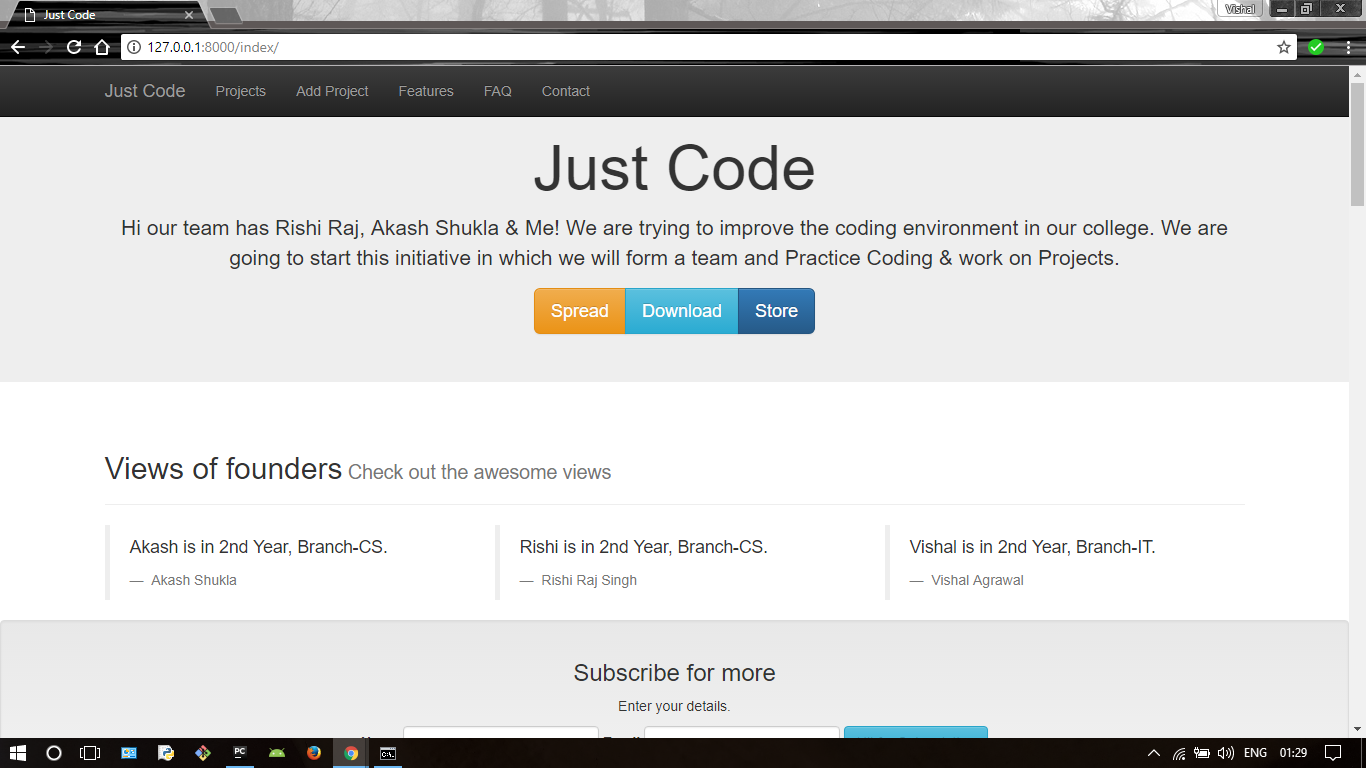 Just Code
Vishal
127.0.0.1:8000/index/
Just Code Projects Add Project Features FAQ Contact
Just Code
Hi our team has Rishi Raj, Akash Shukla & Me! We are trying to improve the coding environment in our college. We are
going to start this initiative in which we will form a team and Practice Coding & work on Projects.
Spread Download Store
Views of founders Check out the awesome views
Akash is in 2nd Year, Branch-CS.
— Akash Shukla
Rishi is in 2nd Year, Branch-CS.
— Rishi Raj Singh
Vishal is in 2nd Year, Branch-IT.
— Vishal Agrawal
Subscribe for more
Enter your details.
PC
C:\.
ENG 01:29